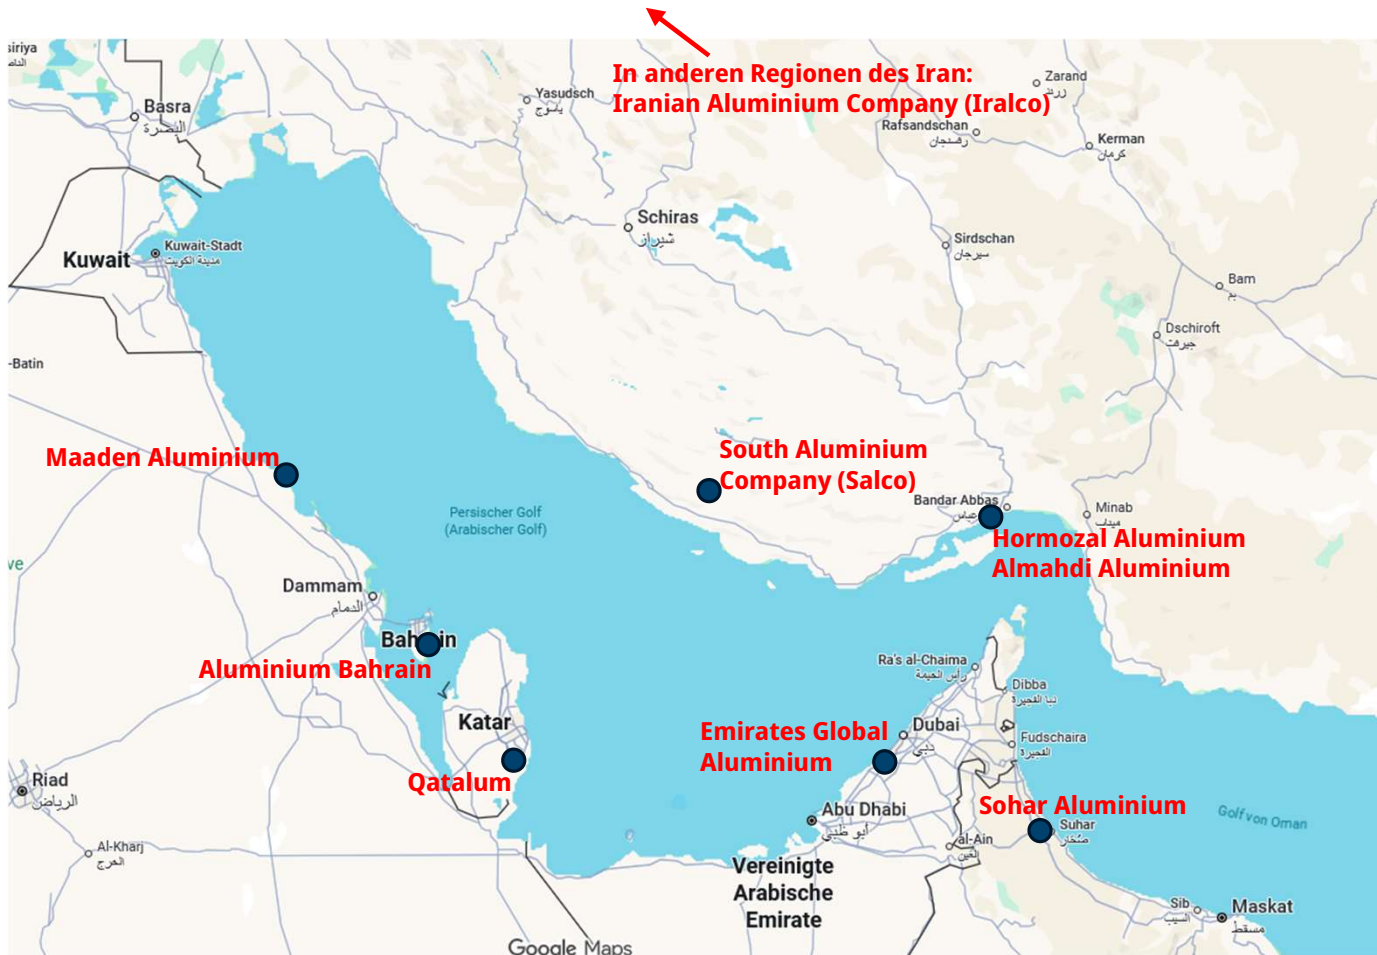 In anderen Regionen des Iran:
Iranian Aluminium Company (Iralco)
siriya
Basra
البصرة
Yasudsch
ياسوج
Zarand
زرند
Rafsandschan
رفسنجان
Kerman
كرمان
Schiras
شيراز
Kuwait-Stadt
مدينة الكويت
Kuwait
Sirdschan
سيرجان
Bam
بم
Dschiroft
جيرفت
-Batin
Maaden Aluminium
South Aluminium
Company (Salco)
Persischer Golf
(Arabischer Golf)
Bandar Abbas
عباس
Minab
ميناب
Hormozal Aluminium
Almahdi Aluminium
ve
Dammam
الدمام
Bahrain
Aluminium Bahrain
Ra's al-Chaima
رأس الخيمة
Dibba
دبا الفجيرة
Katar
Emirates Global
Aluminium
Dubai
دبي
Fudschaira
الفجيرة
Qatalum
Riad
الرياض
Abu Dhabi
أبو ظبي
Sohar Aluminium
Suhar
صحار
Golf von Oman
Al-Kharj
الخرج
al-Ain
العين
Vereinigte
Arabische
Emirate
Sib
السيب
Maskat
مسقط
Google Maps